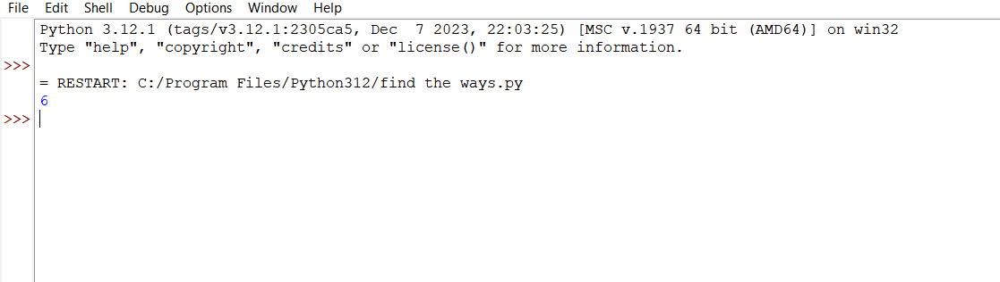 File Edit Shell Debug Options Window Help
Python 3.12.1 (tags/v3.12.1:2305ca5, Dec  7 2023, 22:03:25) [MSC v.1937 64 bit (AMD64)] on win32
Type "help", "copyright", "credits" or "license()" for more information.
>>>
= RESTART: C:/Program Files/Python312/find the ways.py
6
>>>